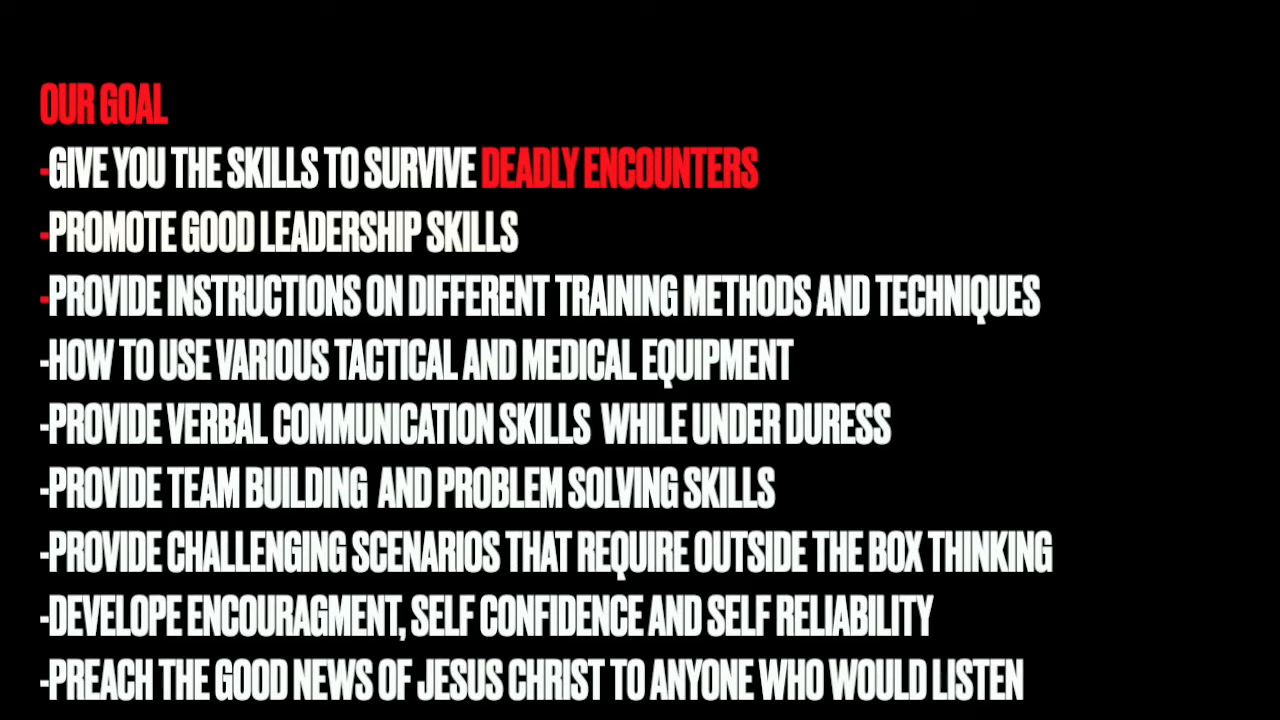 OUR GOAL
-GIVE YOU THE SKILLS TO SURVIVE DEADLY ENCOUNTERS
-PROMOTE GOOD LEADERSHIP SKILLS
-PROVIDE INSTRUCTIONS ON DIFFERENT TRAINING METHODS AND TECHNIQUES
-HOW TO USE VARIOUS TACTICAL AND MEDICAL EQUIPMENT
-PROVIDE VERBAL COMMUNICATION SKILLS WHILE UNDER DURESS
-PROVIDE TEAM BUILDING AND PROBLEM SOLVING SKILLS
-PROVIDE CHALLENGING SCENARIOS THAT REQUIRE OUTSIDE THE BOX THINKING
-DEVELOPE ENCOURAGMENT, SELF CONFIDENCE AND SELF RELIABILITY
-PREACH THE GOOD NEWS OF JESUS CHRIST TO ANYONE WHO WOULD LISTEN